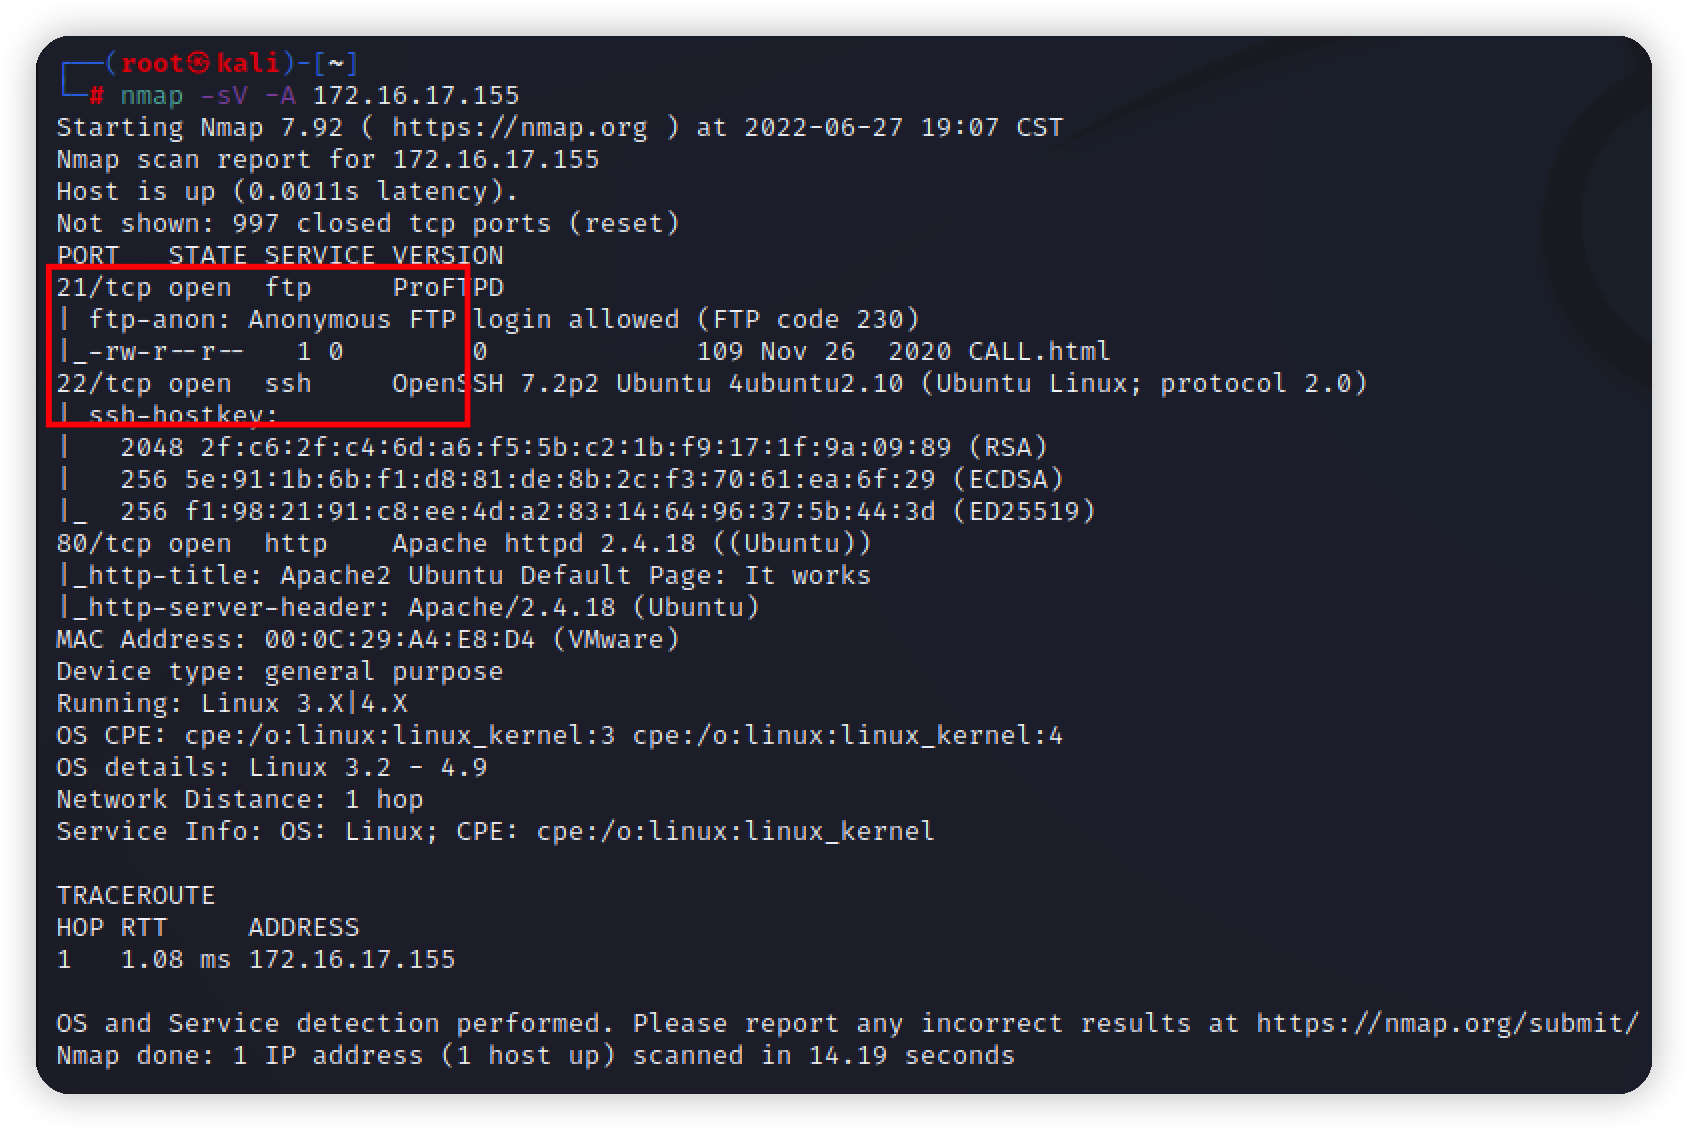 ┌──(root㉿kali)-[~]
└─# nmap -sV -A 172.16.17.155
Starting Nmap 7.92 ( https://nmap.org ) at 2022-06-27 19:07 CST
Nmap scan report for 172.16.17.155
Host is up (0.0011s latency).
Not shown: 997 closed tcp ports (reset)
PORT   STATE SERVICE VERSION
21/tcp open  ftp     ProFTPD
| ftp-anon: Anonymous FTP login allowed (FTP code 230)
|_-rw-r--r--   1 0        0             109 Nov 26  2020 CALL.html
22/tcp open  ssh     OpenSSH 7.2p2 Ubuntu 4ubuntu2.10 (Ubuntu Linux; protocol 2.0)
| ssh-hostkey:
|   2048 2f:c6:2f:c4:6d:a6:f5:5b:c2:1b:f9:17:1f:9a:09:89 (RSA)
|   256 5e:91:1b:6b:f1:d8:81:de:8b:2c:f3:70:61:ea:6f:29 (ECDSA)
|_  256 f1:98:21:91:c8:ee:4d:a2:83:14:64:96:37:5b:44:3d (ED25519)
80/tcp open  http    Apache httpd 2.4.18 ((Ubuntu))
|_http-title: Apache2 Ubuntu Default Page: It works
|_http-server-header: Apache/2.4.18 (Ubuntu)
MAC Address: 00:0C:29:A4:E8:D4 (VMware)
Device type: general purpose
Running: Linux 3.X|4.X
OS CPE: cpe:/o:linux:linux_kernel:3 cpe:/o:linux:linux_kernel:4
OS details: Linux 3.2 - 4.9
Network Distance: 1 hop
Service Info: OS: Linux; CPE: cpe:/o:linux:linux_kernel
TRACEROUTE
HOP RTT     ADDRESS
1   1.08 ms 172.16.17.155
OS and Service detection performed. Please report any incorrect results at https://nmap.org/submit/
Nmap done: 1 IP address (1 host up) scanned in 14.19 seconds